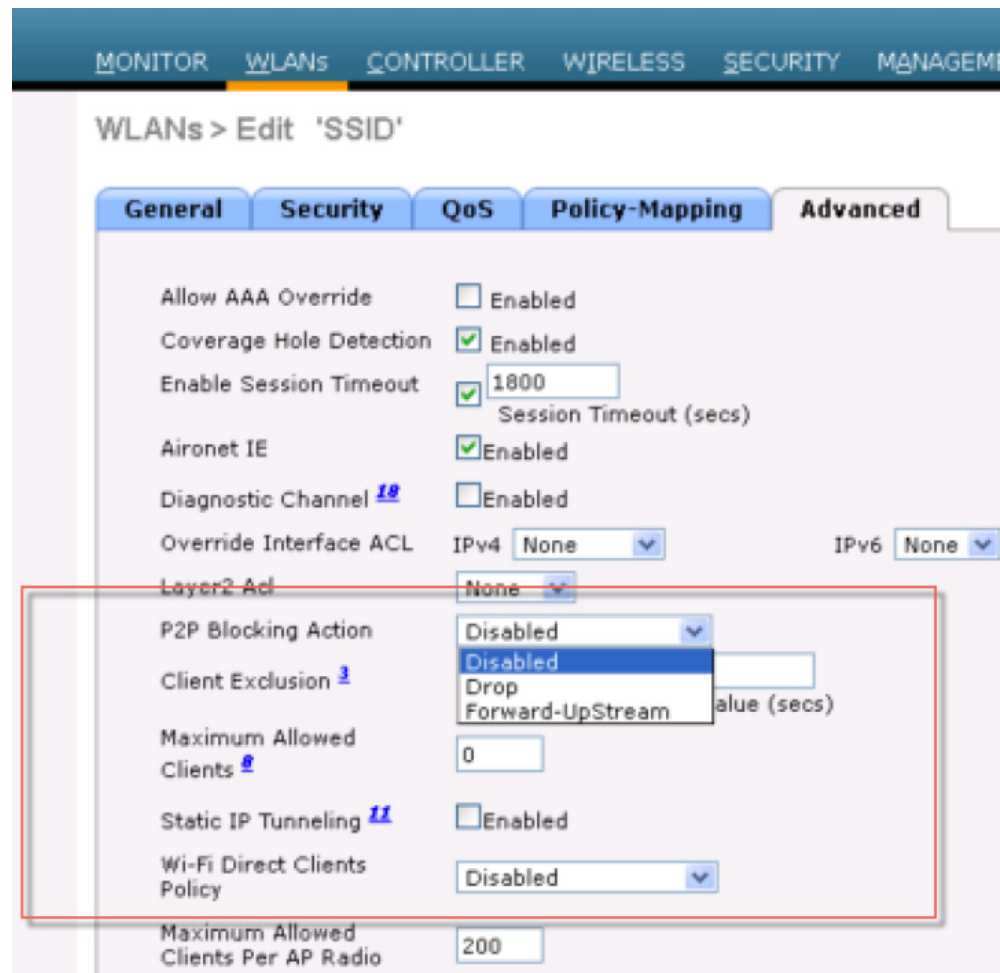 MONITOR WLANs CONTROLLER WIRELESS SECURITY
WLANs > Edit 'SSID'
General Security QoS Policy-Mapping Advanced
Allow AAA Override Enabled
Coverage Hole Detection Enabled
Enable Session Timeout 1800
Session Timeout (secs)
Aironet IE Enabled
Diagnostic Channel 18 Enabled
Override Interface ACL IPv4 None IPv6 None
Layer2 Acl None
P2P Blocking Action Disabled
Disabled
Client Exclusion 3
Drop
Forward-UpStream (secs)
Maximum Allowed
Clients 8 0
Static IP Tunneling 11 Enabled
Wi-Fi Direct Clients
Policy Disabled
Maximum Allowed
Clients Per AP Radio 200